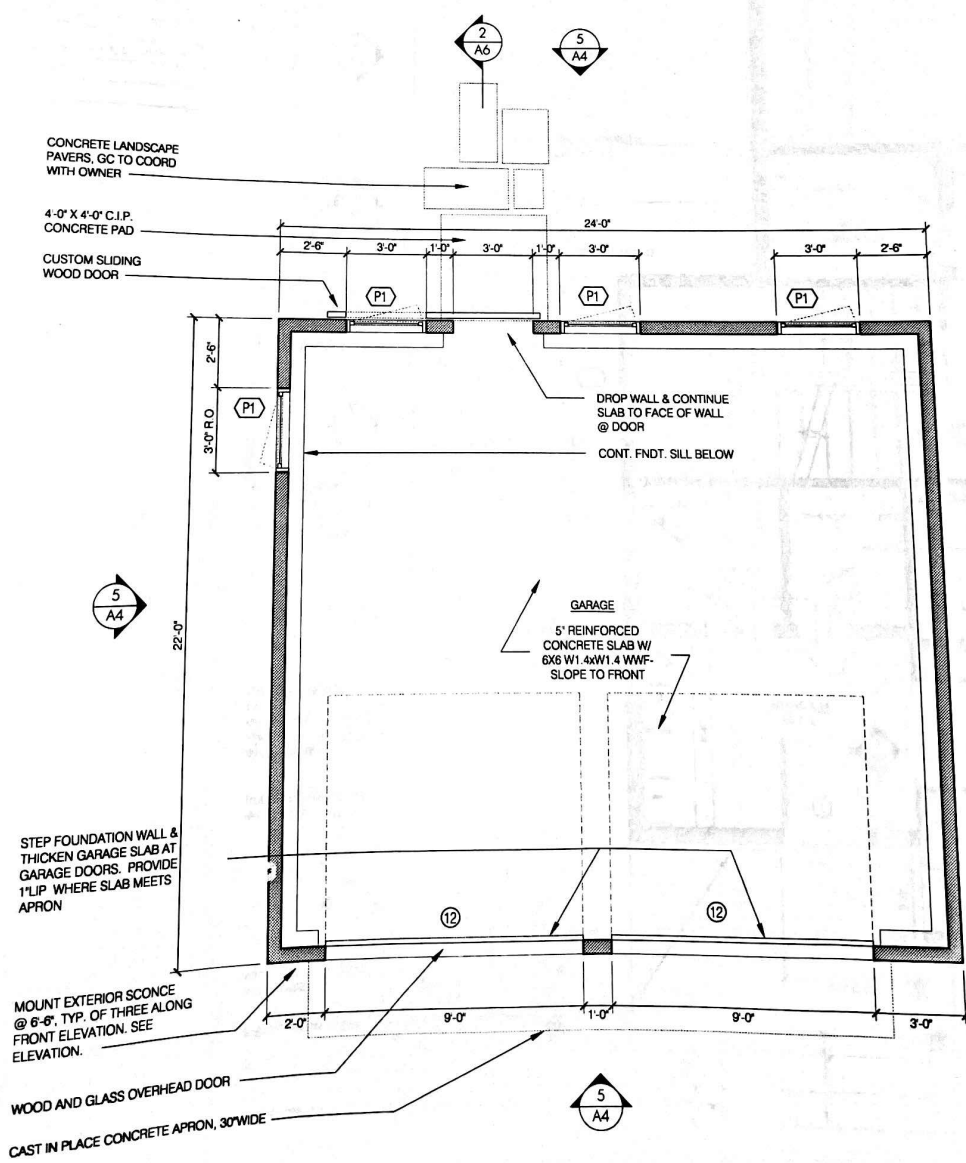 2
A6
5
A4
CONCRETE LANDSCAPE
PAVERS, GC TO COORD
WITH OWNER
4'-0" X 4'-0" C.I.P.
CONCRETE PAD
CUSTOM SLIDING
WOOD DOOR
24'-0"
2'-6" 3'-0" 1'-0" 3'-0" 1'-0" 3'-0" 3'-0" 2'-6"
P1 P1 P1
2'-6"
P1
3'-0" R.O
DROP WALL & CONTINUE
SLAB TO FACE OF WALL
@ DOOR
CONT. FNDT. SILL BELOW
5
A4
22'-0"
GARAGE
5" REINFORCED
CONCRETE SLAB W/
6X6 W1.4xW1.4 WWF-
SLOPE TO FRONT
STEP FOUNDATION WALL &
THICKEN GARAGE SLAB AT
GARAGE DOORS. PROVIDE
1"LIP WHERE SLAB MEETS
APRON
12 12
MOUNT EXTERIOR SCONCE
@ 6'-6", TYP. OF THREE ALONG
FRONT ELEVATION. SEE
ELEVATION.
2'-0" 9'-0" 1'-0" 9'-0" 3'-0"
WOOD AND GLASS OVERHEAD DOOR
CAST IN PLACE CONCRETE APRON, 30"WIDE
5
A4